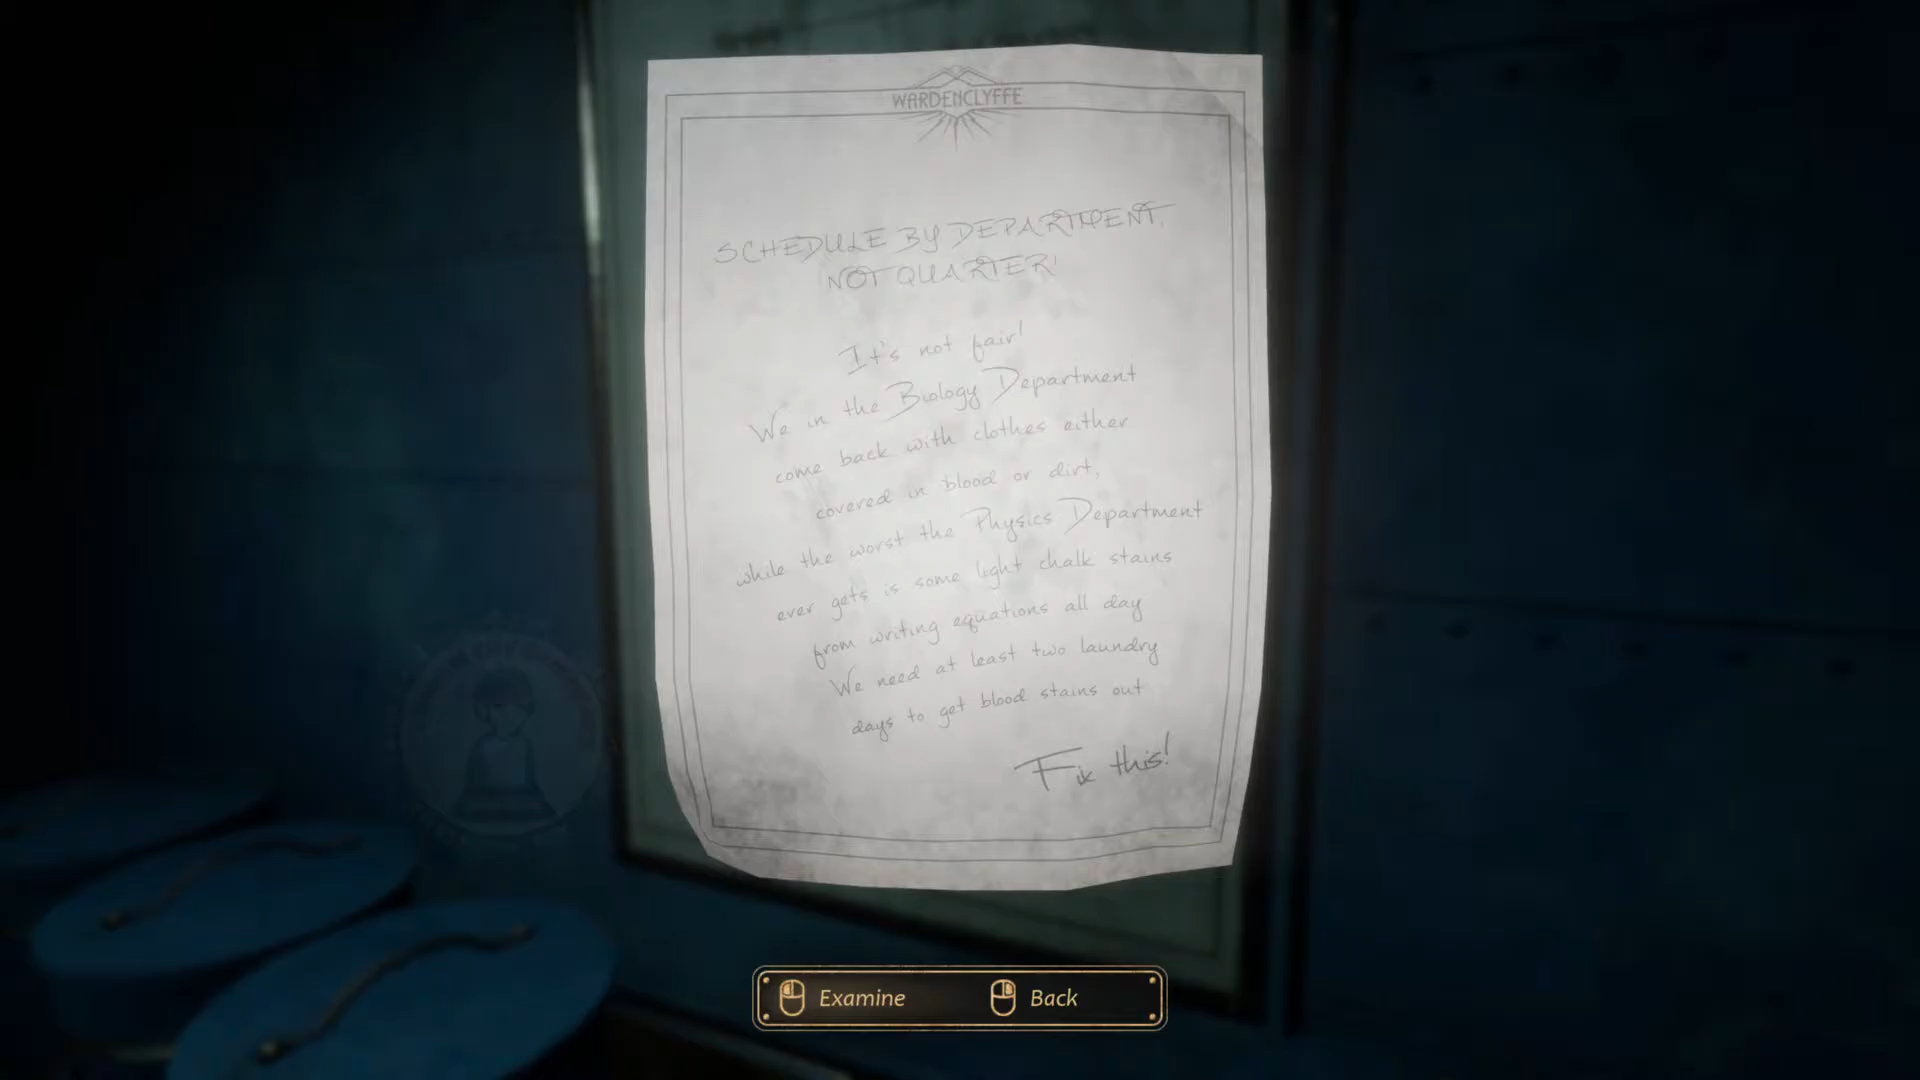 WARDENCLYFFE
SCHEDULE BY DEPARTMENT,
NOT QUARTER!
It's not fair!
We in the Biology Department
come back with clothes either
covered in blood or dirt,
while the worst the Physics Department
ever gets is some light chalk stains
from writing equations all day
We need at least two laundry
days to get blood stains out
Fix this!
Examine
Back